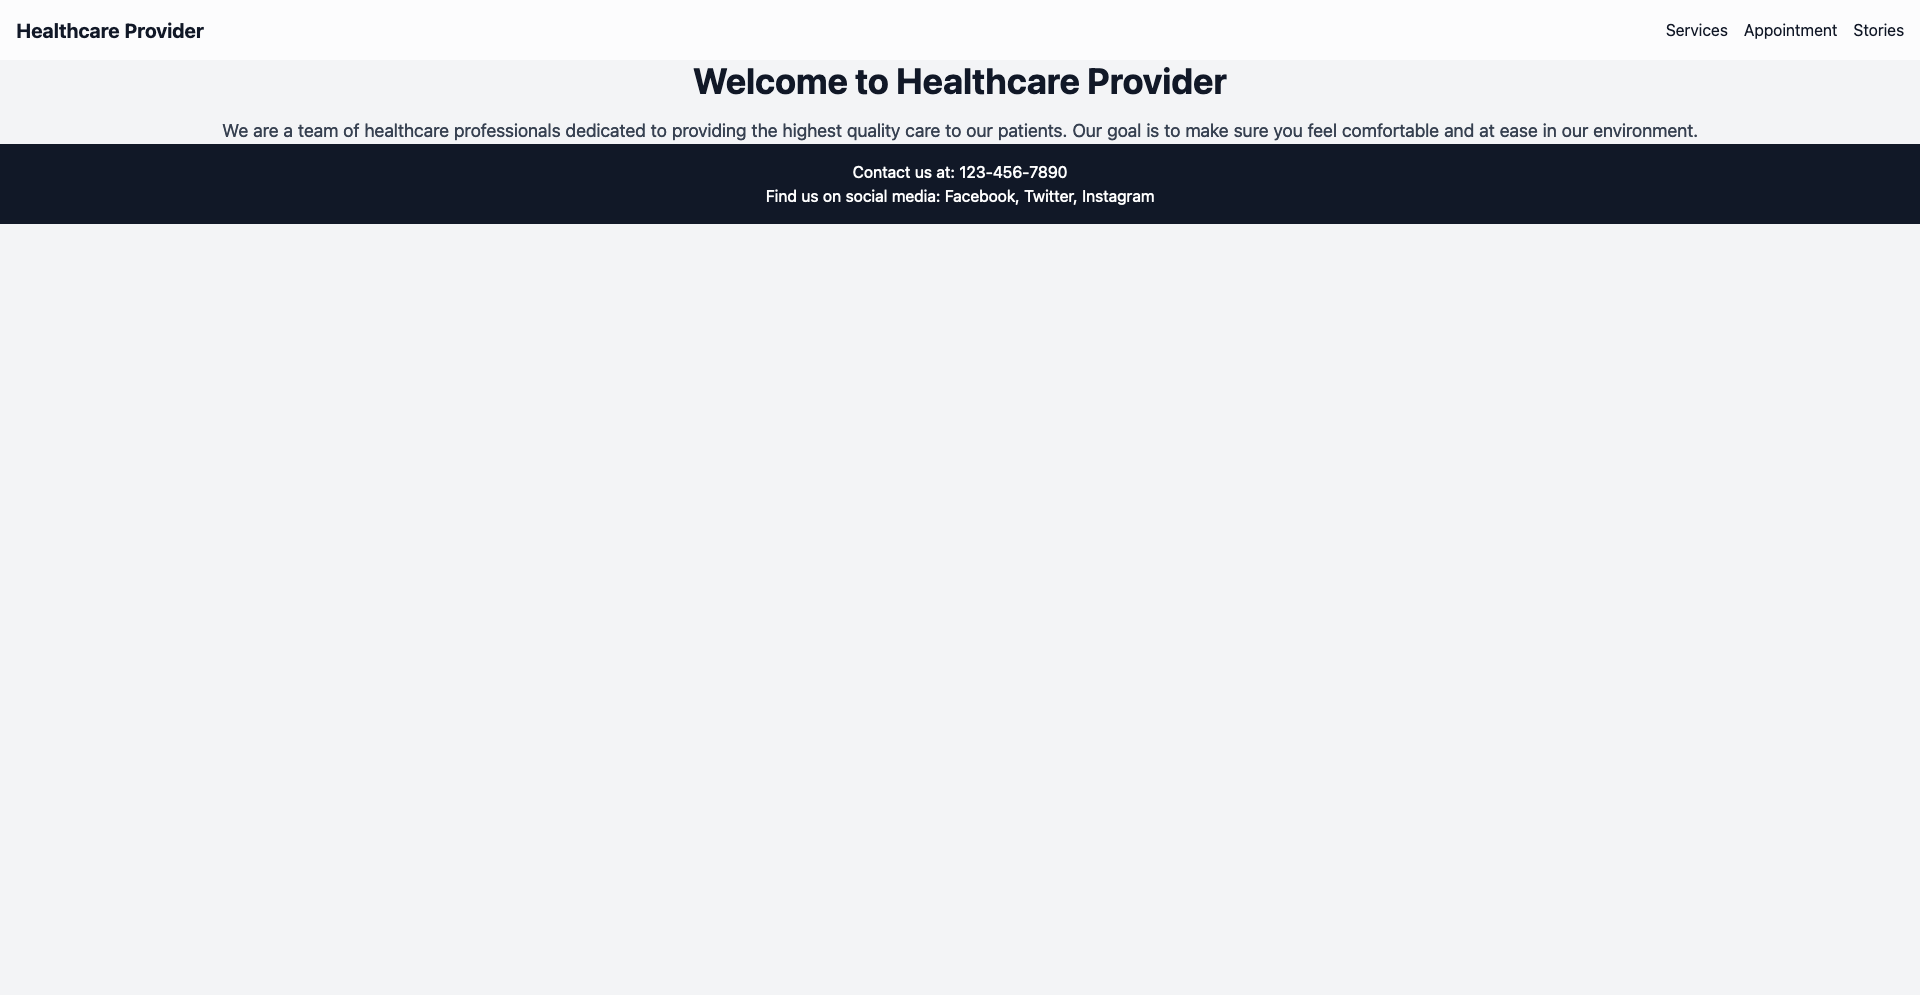 Healthcare Provider
Services Appointment Stories
Welcome to Healthcare Provider
We are a team of healthcare professionals dedicated to providing the highest quality care to our patients. Our goal is to make sure you feel comfortable and at ease in our environment.
Contact us at: 123-456-7890
Find us on social media: Facebook, Twitter, Instagram